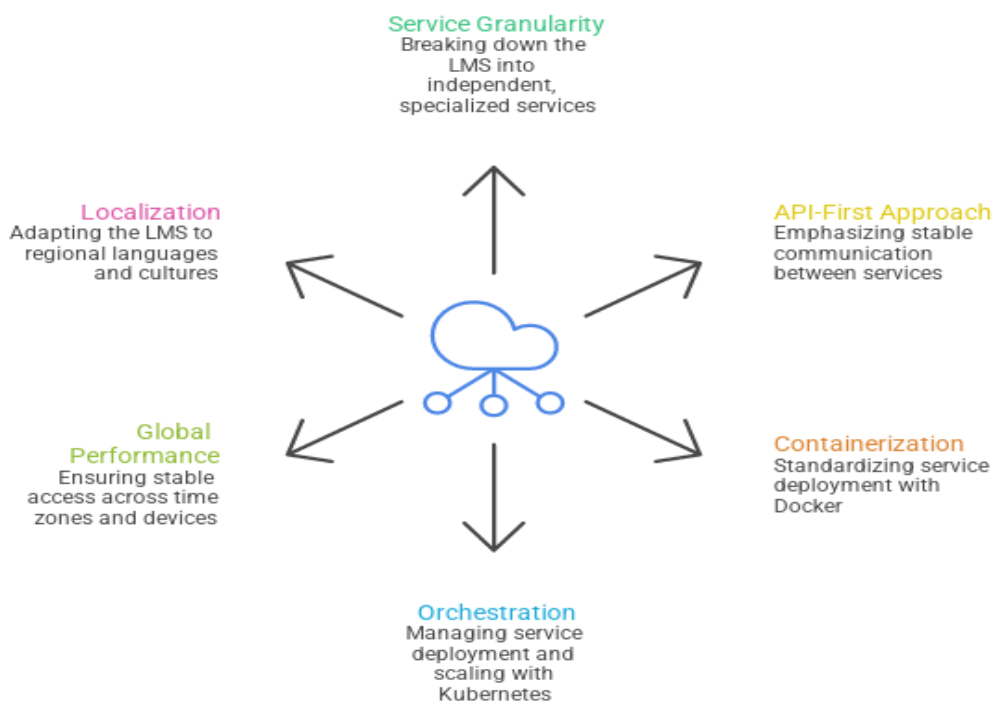 Service Granularity
Breaking down the
LMS into
independent,
specialized services
Localization
Adapting the LMS to
regional languages
and cultures
API-First Approach
Emphasizing stable
communication
between services
Global
Performance
Ensuring stable
access across time
zones and devices
Containerization
Standardizing service
deployment with
Docker
Orchestration
Managing service
deployment and
scaling with
Kubernetes